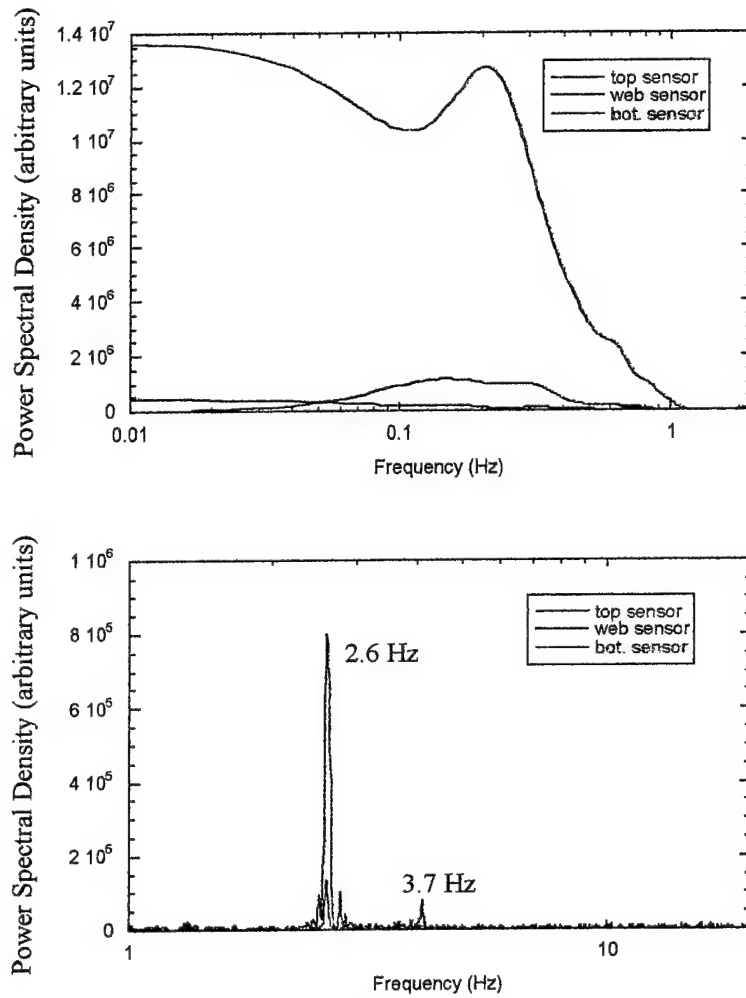 Power Spectral Density (arbitrary units)
1.4 10⁷
1.2 10⁷
1 10⁷
8 10⁶
6 10⁶
4 10⁶
2 10⁶
0
top sensor
web sensor
bot. sensor
0.01
0.1
1
Frequency (Hz)
Power Spectral Density (arbitrary units)
1 10⁶
8 10⁵
6 10⁵
4 10⁵
2 10⁵
0
top sensor
web sensor
bot. sensor
2.6 Hz
3.7 Hz
1
10
Frequency (Hz)